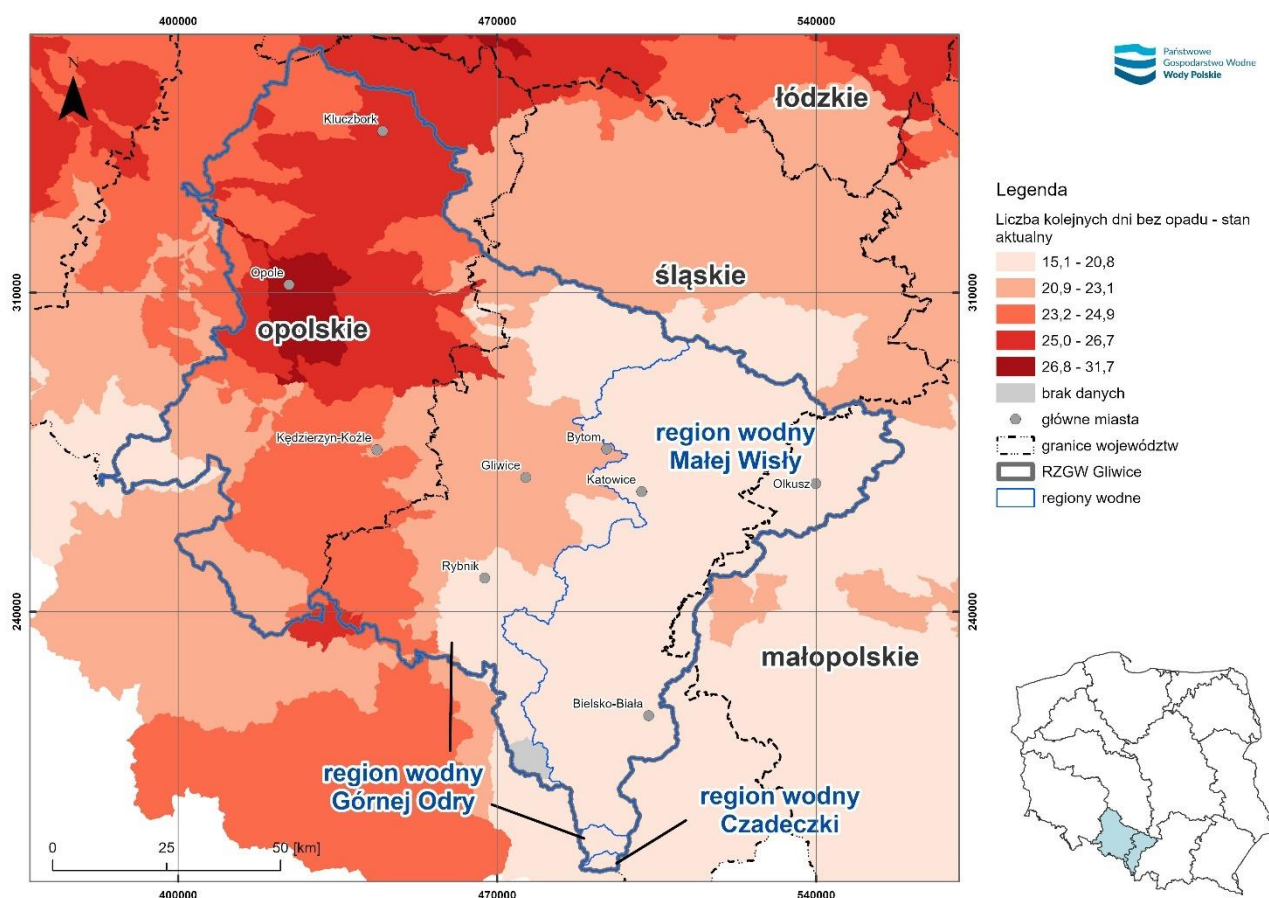 400000
470000
540000
N
Kluczbork
łódzkie
Opole
śląskie
310000
310000
opolskie
Kędzierzyn-Koźle
Bytom
region wodny
Małej Wisły
Gliwice
Katowice
Olkusz
Rybnik
240000
240000
małopolskie
Bielsko-Biała
region wodny
Górnej Odry
region wodny
Czadeczki
0
25
50 [km]
400000
470000
540000
Państwowe
Gospodarstwo Wodne
Wody Polskie
Legenda
Liczba kolejnych dni bez opadu - stan
aktualny
15,1 - 20,8
20,9 - 23,1
23,2 - 24,9
25,0 - 26,7
26,8 - 31,7
brak danych
główne miasta
granice województw
RZGW Gliwice
regiony wodne